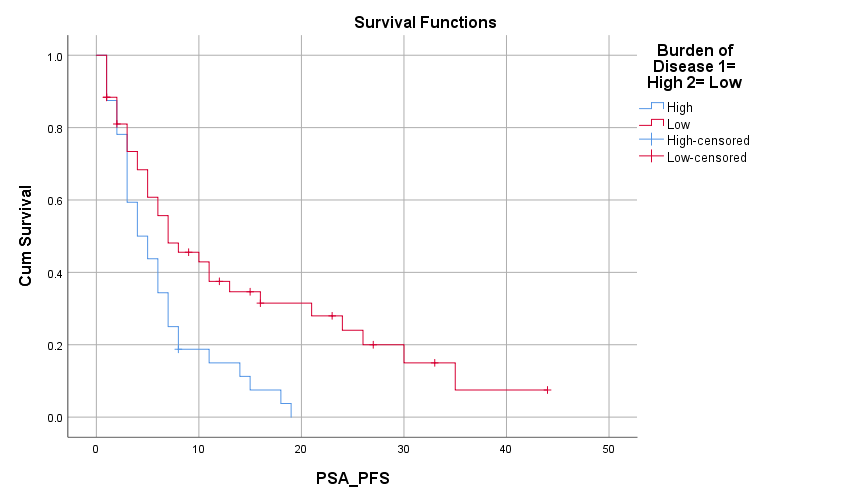 Survival Functions
Burden of
Disease 1=
High 2= Low
High
Low
High-censored
Low-censored
Cum Survival
1.0
0.8
0.6
0.4
0.2
0.0
0
10
20
30
40
50
PSA_PFS